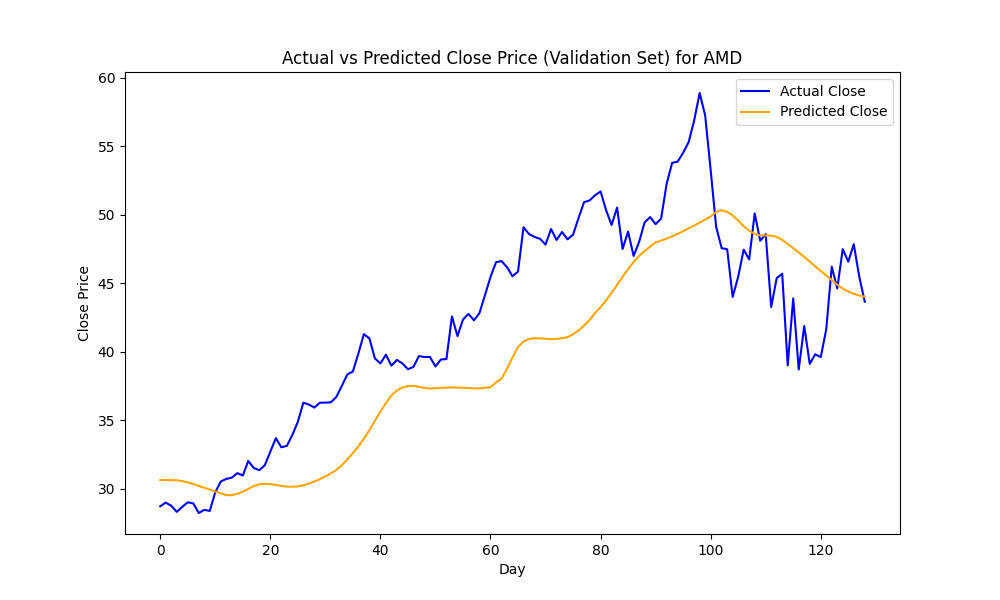 Actual vs Predicted Close Price (Validation Set) for AMD
Actual Close
Predicted Close
Close Price
60
55
50
45
40
35
30
0 20 40 60 80 100 120
Day